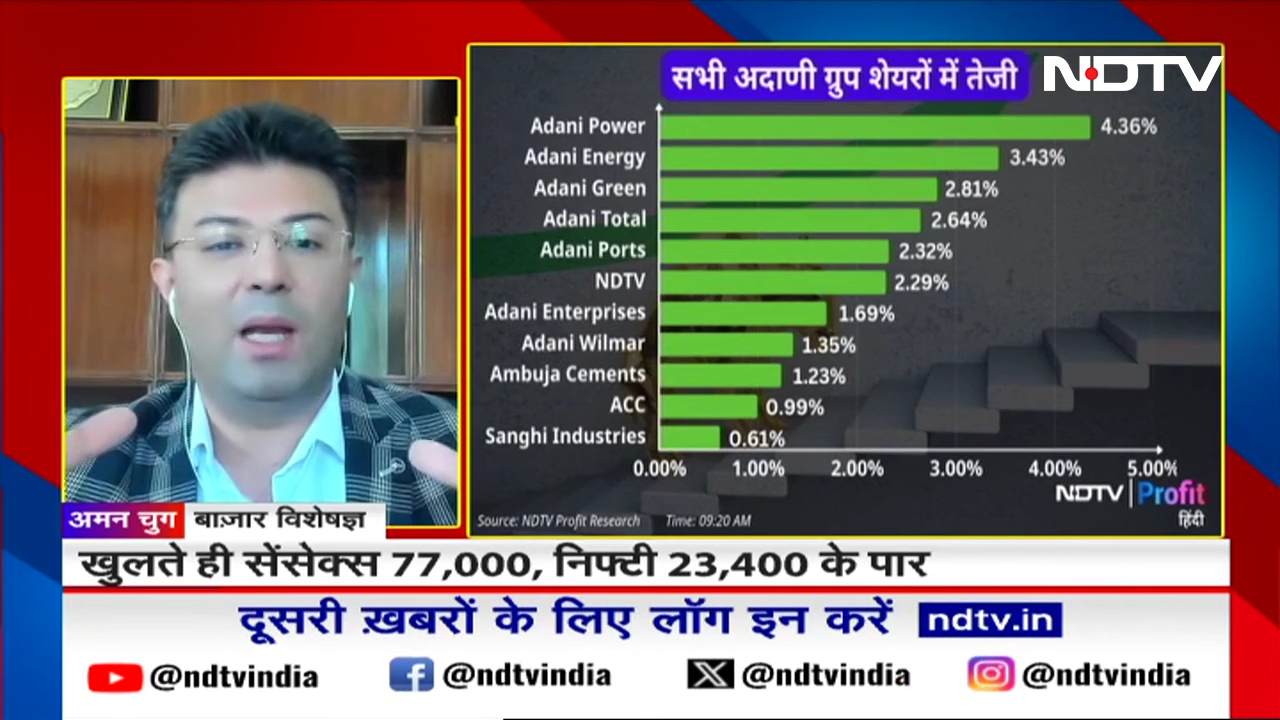 सभी अदाणी ग्रुप शेयरों में तेजी
NDTV
Adani Power 4.36%
Adani Energy 3.43%
Adani Green 2.81%
Adani Total 2.64%
Adani Ports 2.32%
NDTV 2.29%
Adani Enterprises 1.69%
Adani Wilmar 1.35%
Ambuja Cements 1.23%
ACC 0.99%
Sanghi Industries 0.61%
0.00% 1.00% 2.00% 3.00% 4.00% 5.00%
NDTV Profit
हिंदी
Source: NDTV Profit Research Time: 09:20 AM
अमन चुग बाज़ार विशेषज्ञ
खुलते ही सेंसेक्स 77,000, निफ्टी 23,400 के पार
दूसरी ख़बरों के लिए लॉग इन करें ndtv.in
@ndtvindia @ndtvindia @ndtvindia @ndtvindia